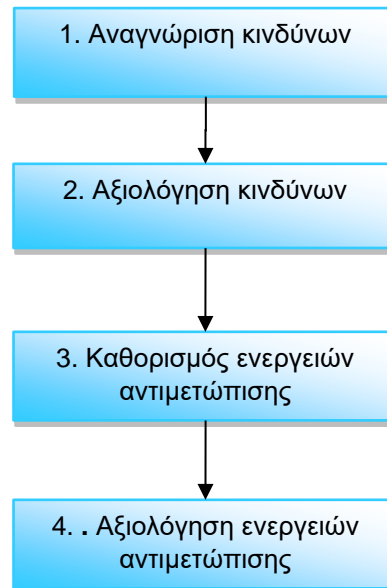 1. Αναγνώριση κινδύνων
2. Αξιολόγηση κινδύνων
3. Καθορισμός ενεργειών
αντιμετώπισης
4. . Αξιολόγηση ενεργειών
αντιμετώπισης